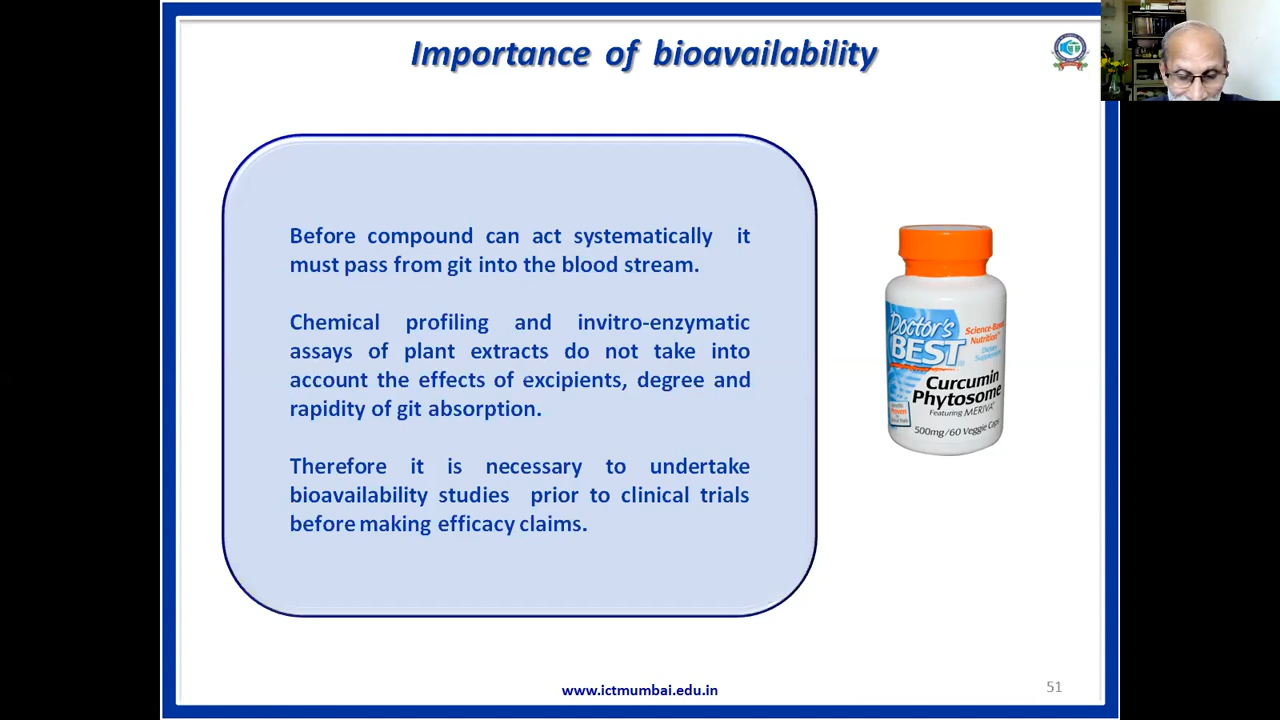 Importance of bioavailability
Before compound can act systematically it
must pass from git into the blood stream.
Chemical profiling and invitro-enzymatic
assays of plant extracts do not take into
account the effects of excipients, degree and
rapidity of git absorption.
Therefore it is necessary to undertake
bioavailability studies prior to clinical trials
before making efficacy claims.
Doctor's
BEST
Science-Based
Nutrition
Dietary
Supplement
Curcumin
Phytosome
Featuring MERIVA
500mg/60 Veggie Caps
www.ictmumbai.edu.in
51